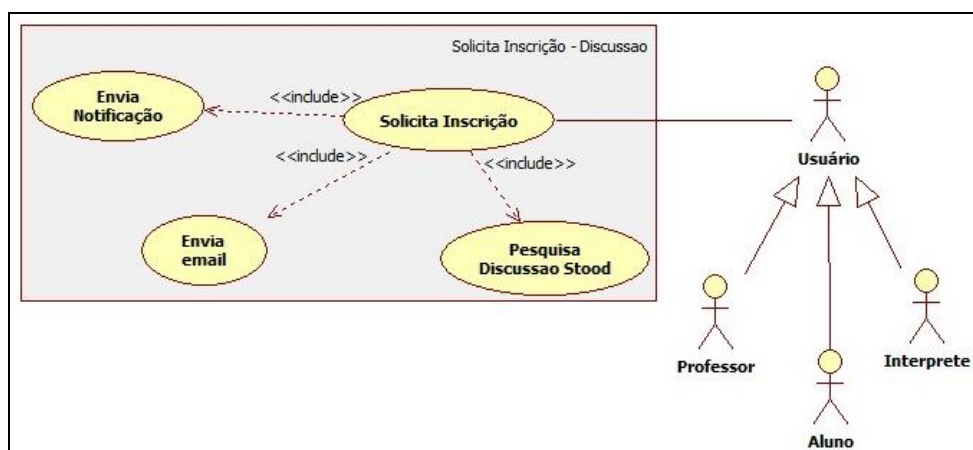 Solicita Inscrição - Discussao
Envia
Notificação
<<include>>
Solicita Inscrição
<<include>>
<<include>>
Envia
email
Pesquisa
Discussao Stood
Usuário
Professor
Interprete
Aluno